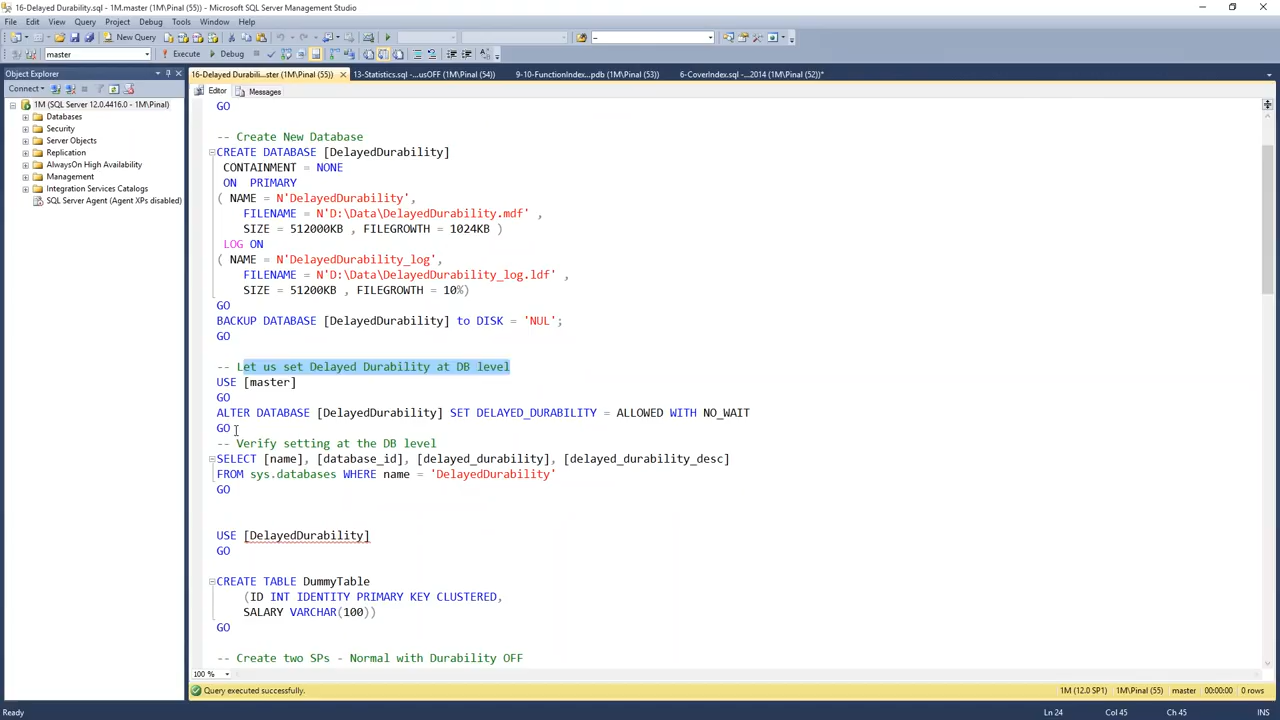 16-Delayed Durability.sql - 1M.master (1M\Pinal (55)) - Microsoft SQL Server Management Studio
File Edit View Query Project Debug Tools Window Help
New Query
master Execute Debug
Object Explorer
Connect
1M (SQL Server 12.0.4416.0 - 1M\Pinal)
Databases
Security
Server Objects
Replication
AlwaysOn High Availability
Management
Integration Services Catalogs
SQL Server Agent (Agent XPs disabled)
16-Delayed Durabili...ster (1M\Pinal (55)) 13-Statistics.sql -...usOFF (1M\Pinal (54)) 9-10-FunctionIndex...pdb (1M\Pinal (53)) 6-CoverIndex.sql -...2014 (1M\Pinal (52))*
Editor Messages
GO
-- Create New Database
CREATE DATABASE [DelayedDurability]
CONTAINMENT = NONE
ON PRIMARY
( NAME = N'DelayedDurability',
FILENAME = N'D:\Data\DelayedDurability.mdf' ,
SIZE = 512000KB , FILEGROWTH = 1024KB )
LOG ON
( NAME = N'DelayedDurability_log',
FILENAME = N'D:\Data\DelayedDurability_log.ldf' ,
SIZE = 51200KB , FILEGROWTH = 10%)
GO
BACKUP DATABASE [DelayedDurability] to DISK = 'NUL';
GO
-- Let us set Delayed Durability at DB level
USE [master]
GO
ALTER DATABASE [DelayedDurability] SET DELAYED_DURABILITY = ALLOWED WITH NO_WAIT
GO
-- Verify setting at the DB level
SELECT [name], [database_id], [delayed_durability], [delayed_durability_desc]
FROM sys.databases WHERE name = 'DelayedDurability'
GO
USE [DelayedDurability]
GO
CREATE TABLE DummyTable
(ID INT IDENTITY PRIMARY KEY CLUSTERED,
SALARY VARCHAR(100))
GO
-- Create two SPs - Normal with Durability OFF
100 %
Query executed successfully. 1M (12.0 SP1) 1M\Pinal (55) master 00:00:00 0 rows
Ready Ln 24 Col 45 Ch 45 INS